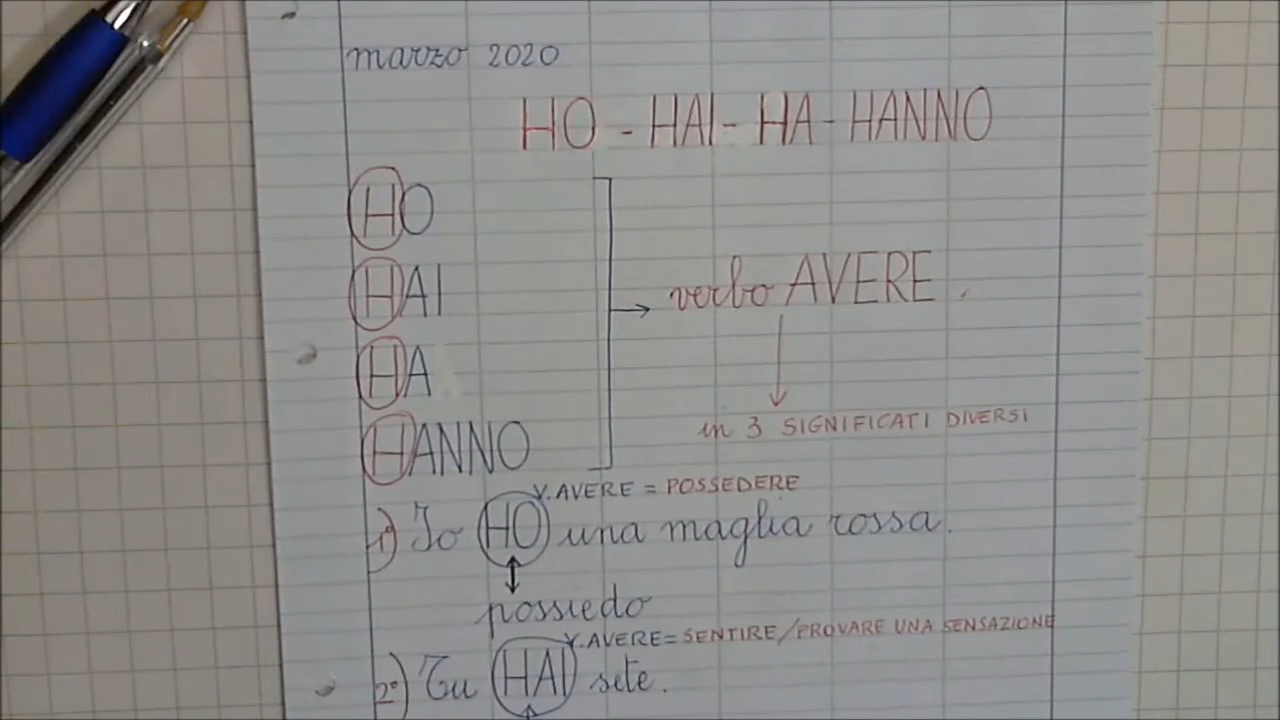 marzo 2020
HO - HAI - HA - HANNO
HO
HAI
HA
HANNO
verbo AVERE.
in 3 SIGNIFICATI DIVERSI
V. AVERE = POSSEDERE
1°) Io HO una maglia rossa.
possiedo
V. AVERE = SENTIRE/PROVARE UNA SENSAZIONE
2°) Tu HAI sete.